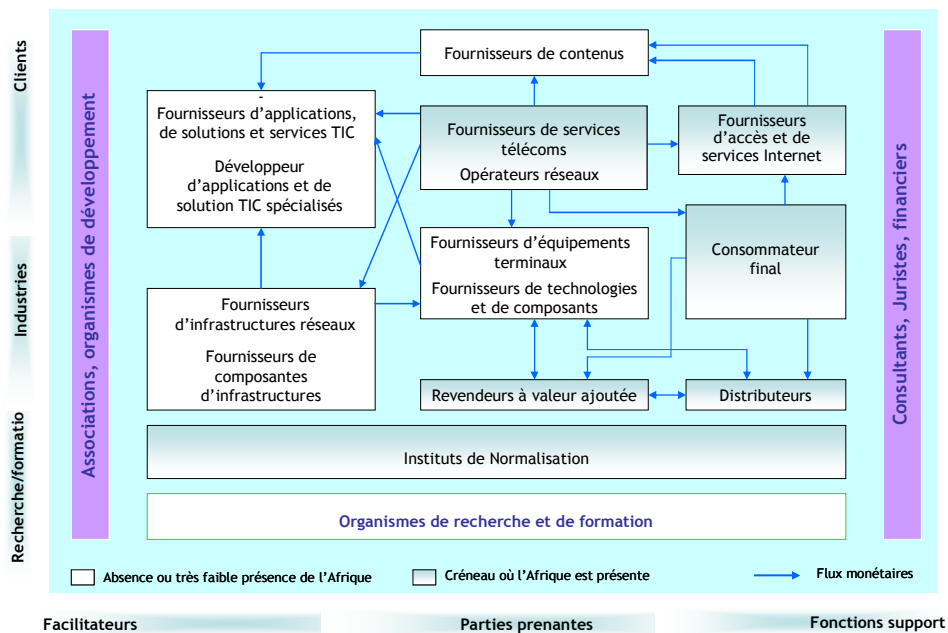 Clients
Industries
Recherche/formatio
Associations, organismes de développement
Fournisseurs de contenus
-
Fournisseurs d'applications,
de solutions et services TIC
Développeur
d'applications et de
solution TIC spécialisés
Fournisseurs de services
télécoms
Opérateurs réseaux
Fournisseurs
d'accès et de
services Internet
Fournisseurs d'équipements
terminaux
Fournisseurs de technologies
et de composants
Consommateur
final
Fournisseurs
d'infrastructures réseaux
Fournisseurs de
composantes
d'infrastructures
Revendeurs à valeur ajoutée
Distributeurs
Instituts de Normalisation
Organismes de recherche et de formation
Consultants, Juristes, financiers
Absence ou très faible présence de l'Afrique
Créneau où l'Afrique est présente
Flux monétaires
Facilitateurs
Parties prenantes
Fonctions support